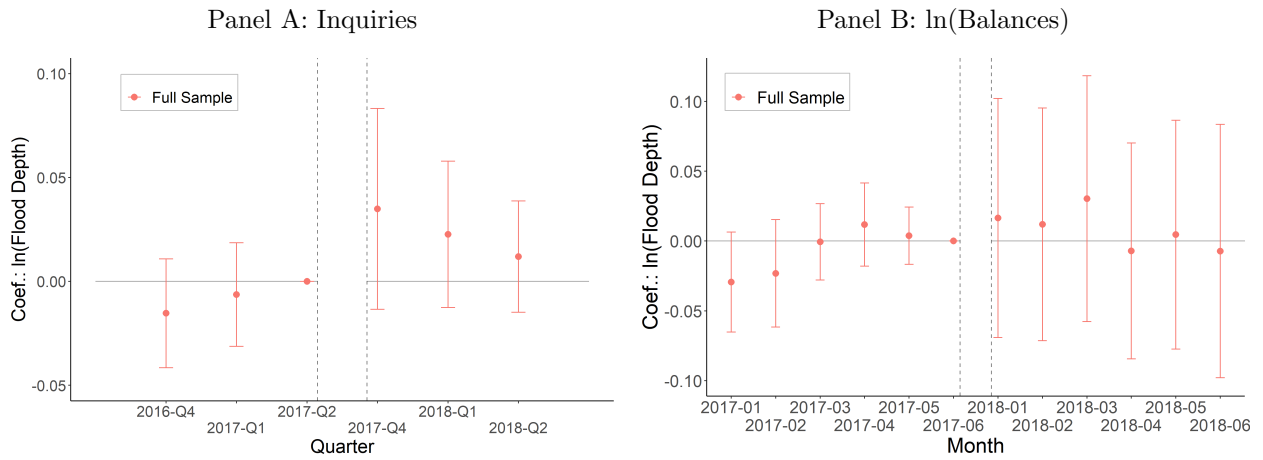 Panel A: Inquiries
Full Sample
Coef.: ln(Flood Depth)
0.10
0.05
0.00
-0.05
2016-Q4
2017-Q1
2017-Q2
2017-Q4
2018-Q1
2018-Q2
Quarter
Panel B: ln(Balances)
Full Sample
Coef.: ln(Flood Depth)
0.10
0.05
0.00
-0.05
-0.10
2017-01
2017-02
2017-03
2017-04
2017-05
2017-06
2018-01
2018-02
2018-03
2018-04
2018-05
2018-06
Month